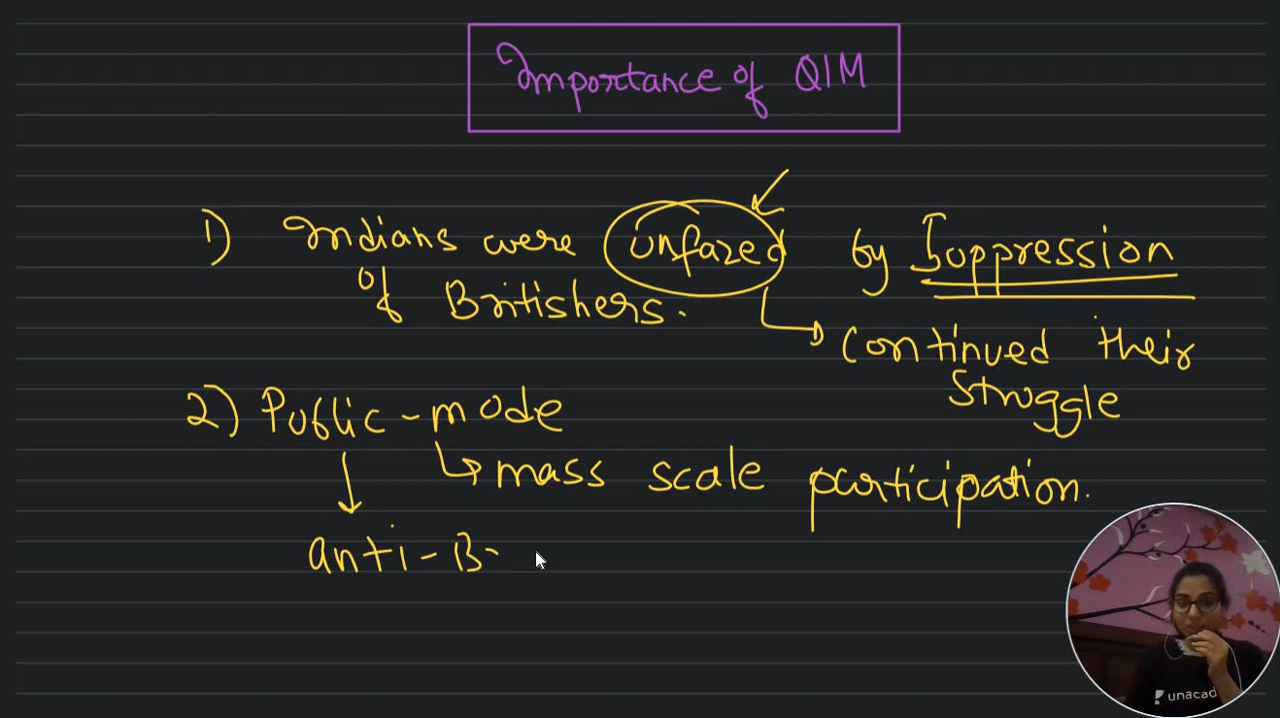 Importance of QIM
1) Indians were unfazed by Suppression
of Britishers.
Continued their
Struggle
2) Public - mode
mass scale participation.
anti-B-
unacad